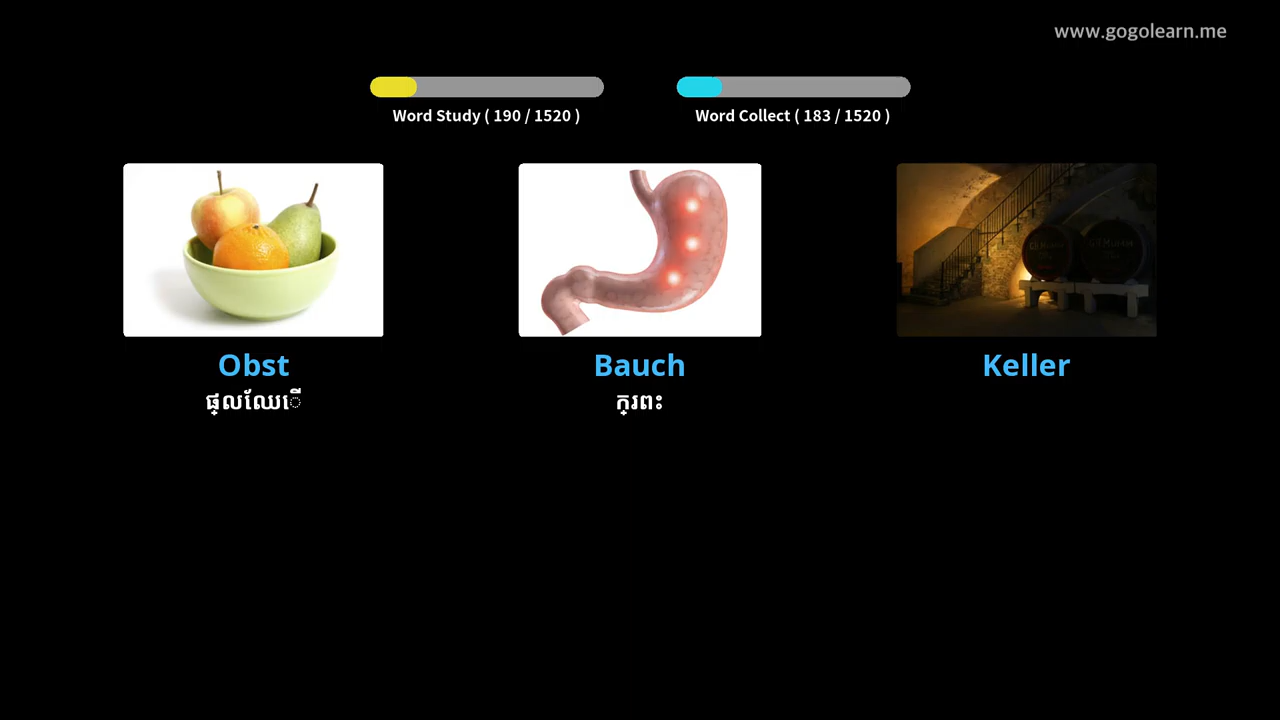 www.gogolearn.me
Word Study ( 190 / 1520 )
Word Collect ( 183 / 1520 )
Obst
Bauch
Keller
ផ្លែឈើ
ក្រពះ